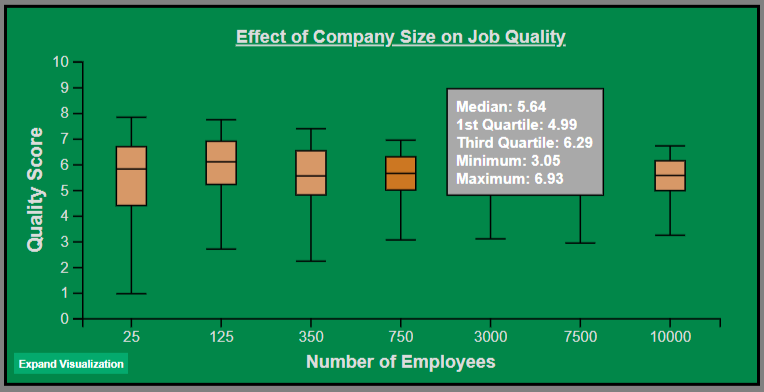 Effect of Company Size on Job Quality
10
9
8
7
6
5
4
3
2
1
0
Quality Score
Median: 5.64
1st Quartile: 4.99
Third Quartile: 6.29
Minimum: 3.05
Maximum: 6.93
25
125
350
750
3000
7500
10000
Number of Employees
Expand Visualization